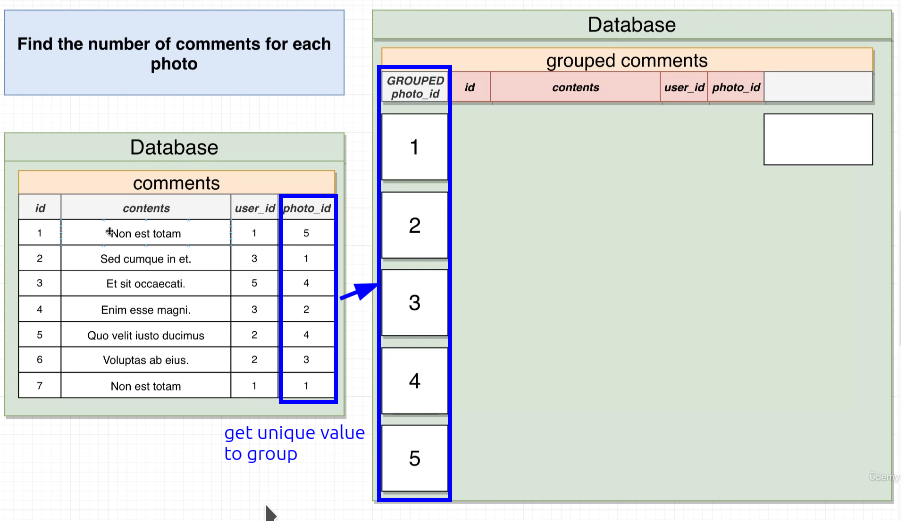 Find the number of comments for each
photo
Database
comments
id contents user_id photo_id
1 Non est totam 1 5
2 Sed cumque in et. 3 1
3 Et sit occaecati. 5 4
4 Enim esse magni. 3 2
5 Quo velit iusto ducimus 2 4
6 Voluptas ab eius. 2 3
7 Non est totam 1 1
get unique value
to group
Database
grouped comments
GROUPED
photo_id id contents user_id photo_id
1
2
3
4
5
Udemy